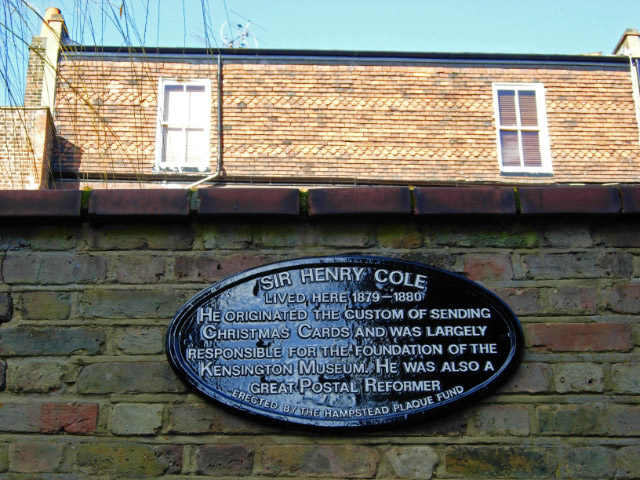 SIR HENRY COLE
LIVED HERE 1879-1880
HE ORIGINATED THE CUSTOM OF SENDING
CHRISTMAS CARDS AND WAS LARGELY
RESPONSIBLE FOR THE FOUNDATION OF THE
KENSINGTON MUSEUM. HE WAS ALSO A
GREAT POSTAL REFORMER
ERECTED BY THE HAMPSTEAD PLAQUE FUND